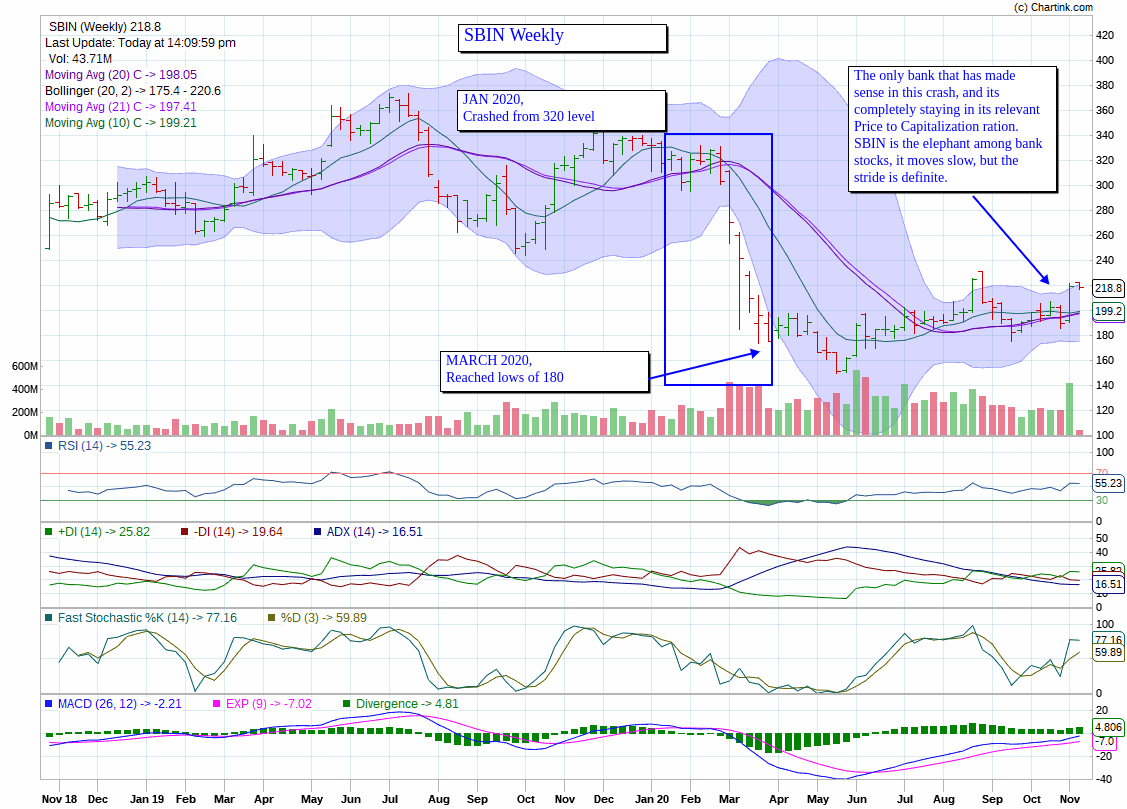 (c) Chartink.com
SBIN (Weekly) 218.8
Last Update: Today at 14:09:59 pm
Vol: 43.71M
Moving Avg (20) C -> 198.05
Bollinger (20, 2) -> 175.4 - 220.6
Moving Avg (21) C -> 197.41
Moving Avg (10) C -> 199.21
SBIN Weekly
JAN 2020,
Crashed from 320 level
The only bank that has made
sense in this crash, and its
completely staying in its relevant
Price to Capitalization ration.
SBIN is the elephant among bank
stocks, it moves slow, but the
stride is definite.
MARCH 2020,
Reached lows of 180
420
400
380
360
340
320
300
280
260
240
218.8
199.2
180
160
140
120
100
600M
400M
200M
0M
RSI (14) -> 55.23
100
70
55.23
30
0
+DI (14) -> 25.82 -DI (14) -> 19.64 ADX (14) -> 16.51
50
40
25.82
16.51
10
0
Fast Stochastic %K (14) -> 77.16 %D (3) -> 59.89
100
77.16
59.89
0
MACD (26, 12) -> -2.21 EXP (9) -> -7.02 Divergence -> 4.81
20
4.806
-7.0
-20
-40
Nov 18 Dec Jan 19 Feb Mar Apr May Jun Jul Aug Sep Oct Nov Dec Jan 20 Feb Mar Apr May Jun Jul Aug Sep Oct Nov